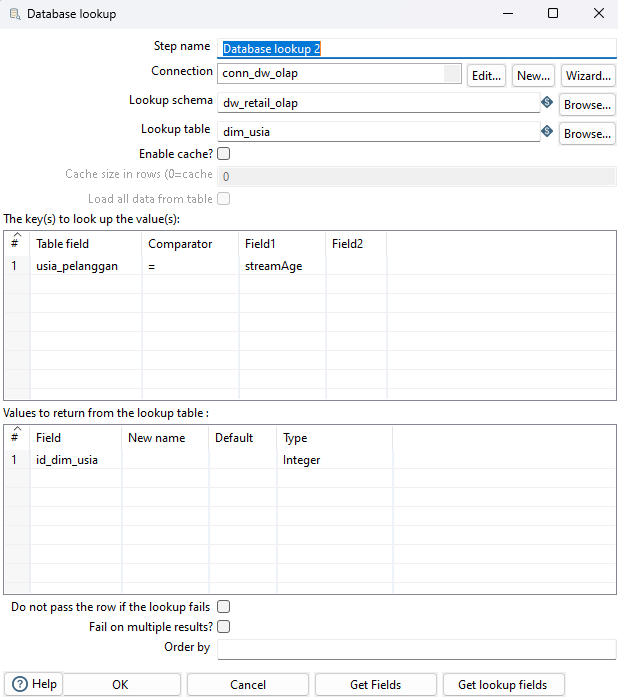 Database lookup
Step name Database lookup 2
Connection conn_dw_olap Edit... New... Wizard...
Lookup schema dw_retail_olap Browse...
Lookup table dim_usia Browse...
Enable cache?
Cache size in rows (0=cache 0
Load all data from table
The key(s) to look up the value(s):
# Table field Comparator Field1 Field2
1 usia_pelanggan = streamAge
Values to return from the lookup table :
# Field New name Default Type
1 id_dim_usia Integer
Do not pass the row if the lookup fails
Fail on multiple results?
Order by
Help OK Cancel Get Fields Get lookup fields